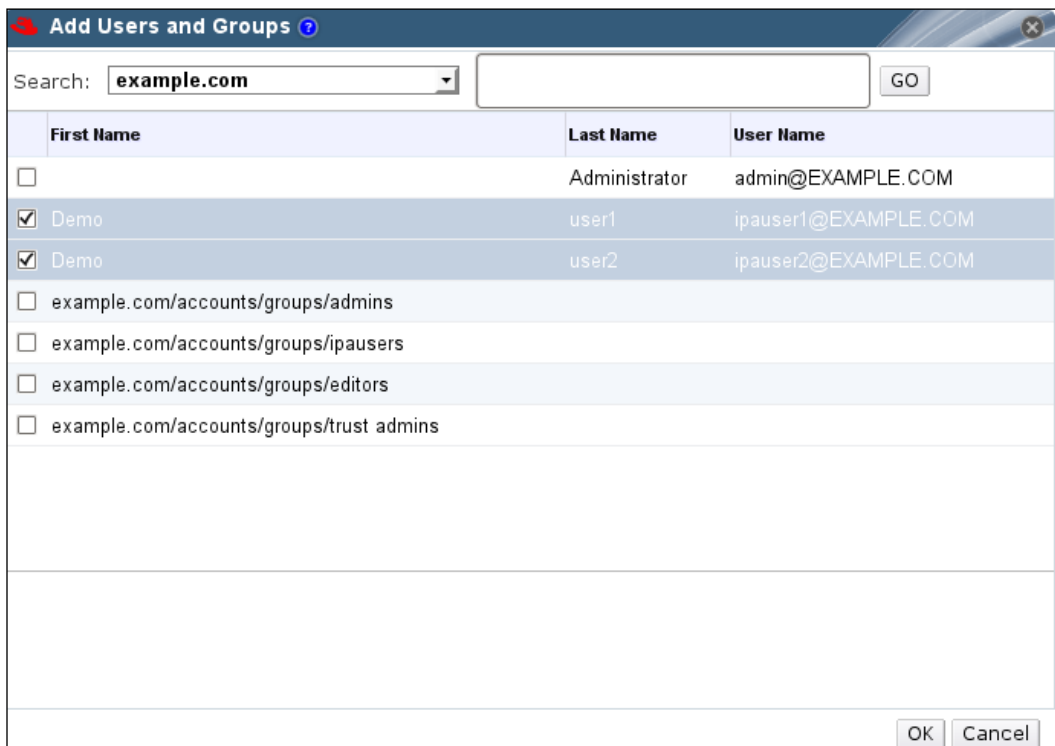 Add Users and Groups ?
Search: example.com GO
First Name Last Name User Name
Administrator admin@EXAMPLE.COM
Demo user1 ipauser1@EXAMPLE.COM
Demo user2 ipauser2@EXAMPLE.COM
example.com/accounts/groups/admins
example.com/accounts/groups/ipausers
example.com/accounts/groups/editors
example.com/accounts/groups/trust admins
OK Cancel